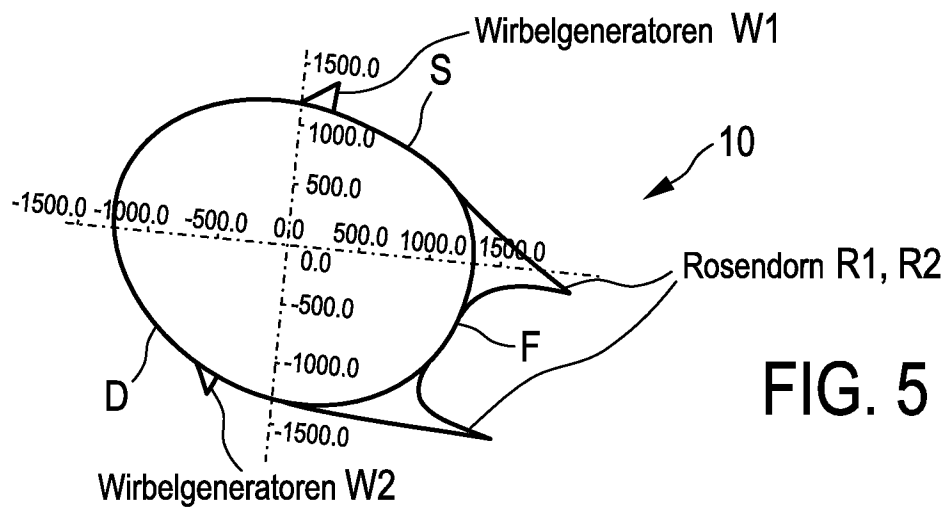 Wirbelgeneratoren W1
1500.0
S
10
1000.0
500.0
-1500.0 -1000.0 -500.0 0.0 500.0 1000.0 1500.0
0.0
Rosendorn R1, R2
-500.0
F
-1000.0
D
FIG. 5
-1500.0
Wirbelgeneratoren W2